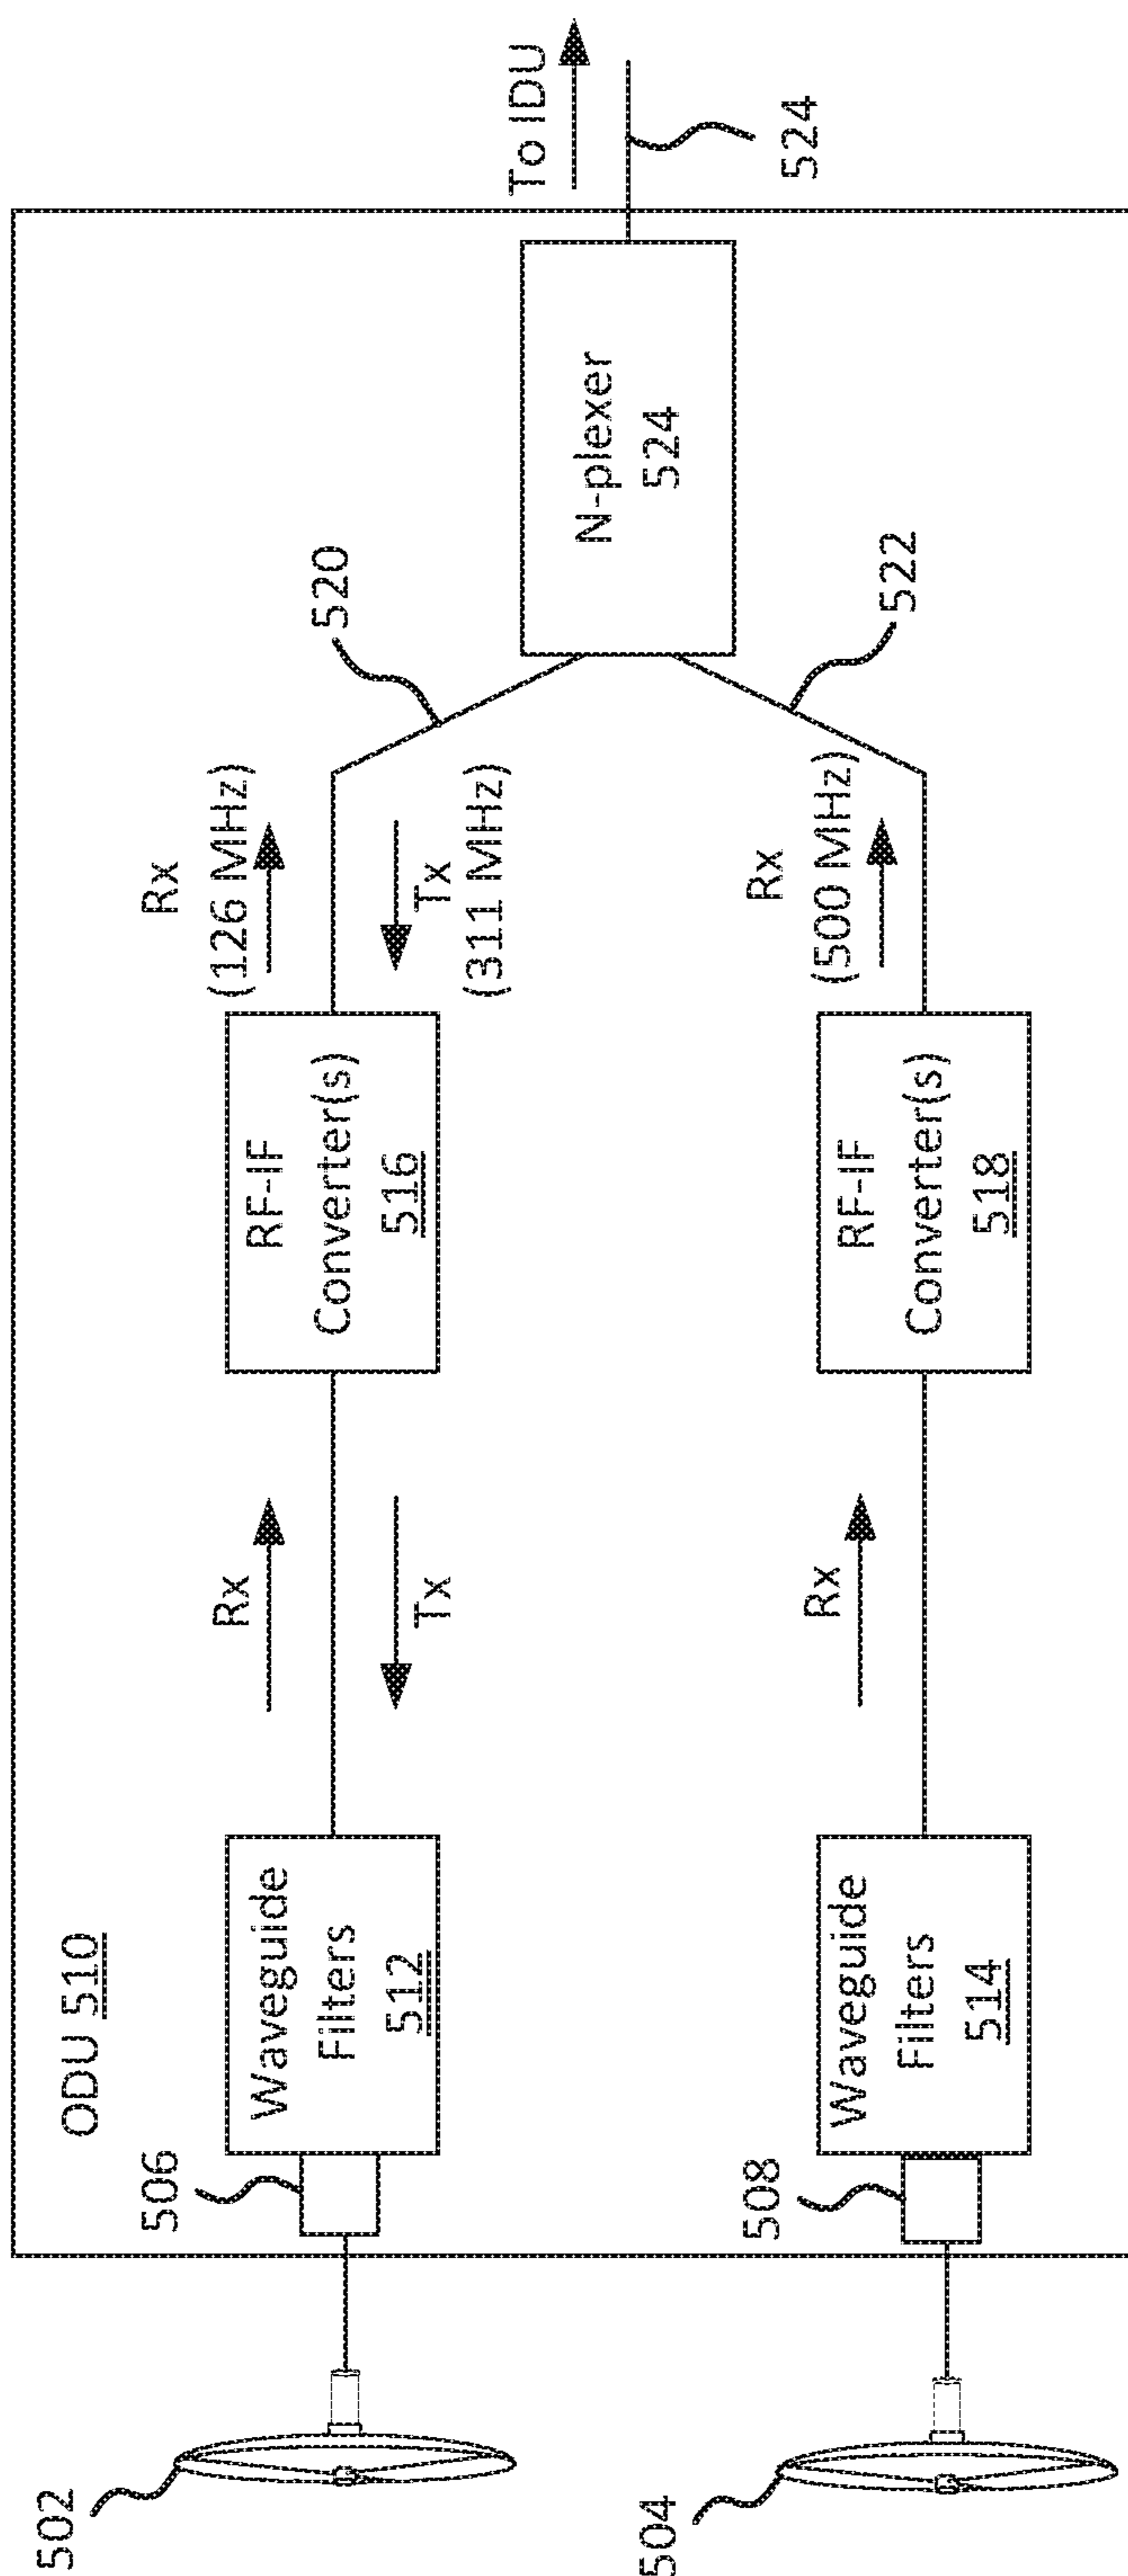 ODU 510
502
506
Waveguide
Filters
512
Rx
Tx
RF-IF
Converter(s)
516
Rx
(126 MHz)
Tx
(311 MHz)
520
N-plexer
524
To IDU
524
504
508
Waveguide
Filters
514
Rx
RF-IF
Converter(s)
518
Rx
(500 MHz)
522